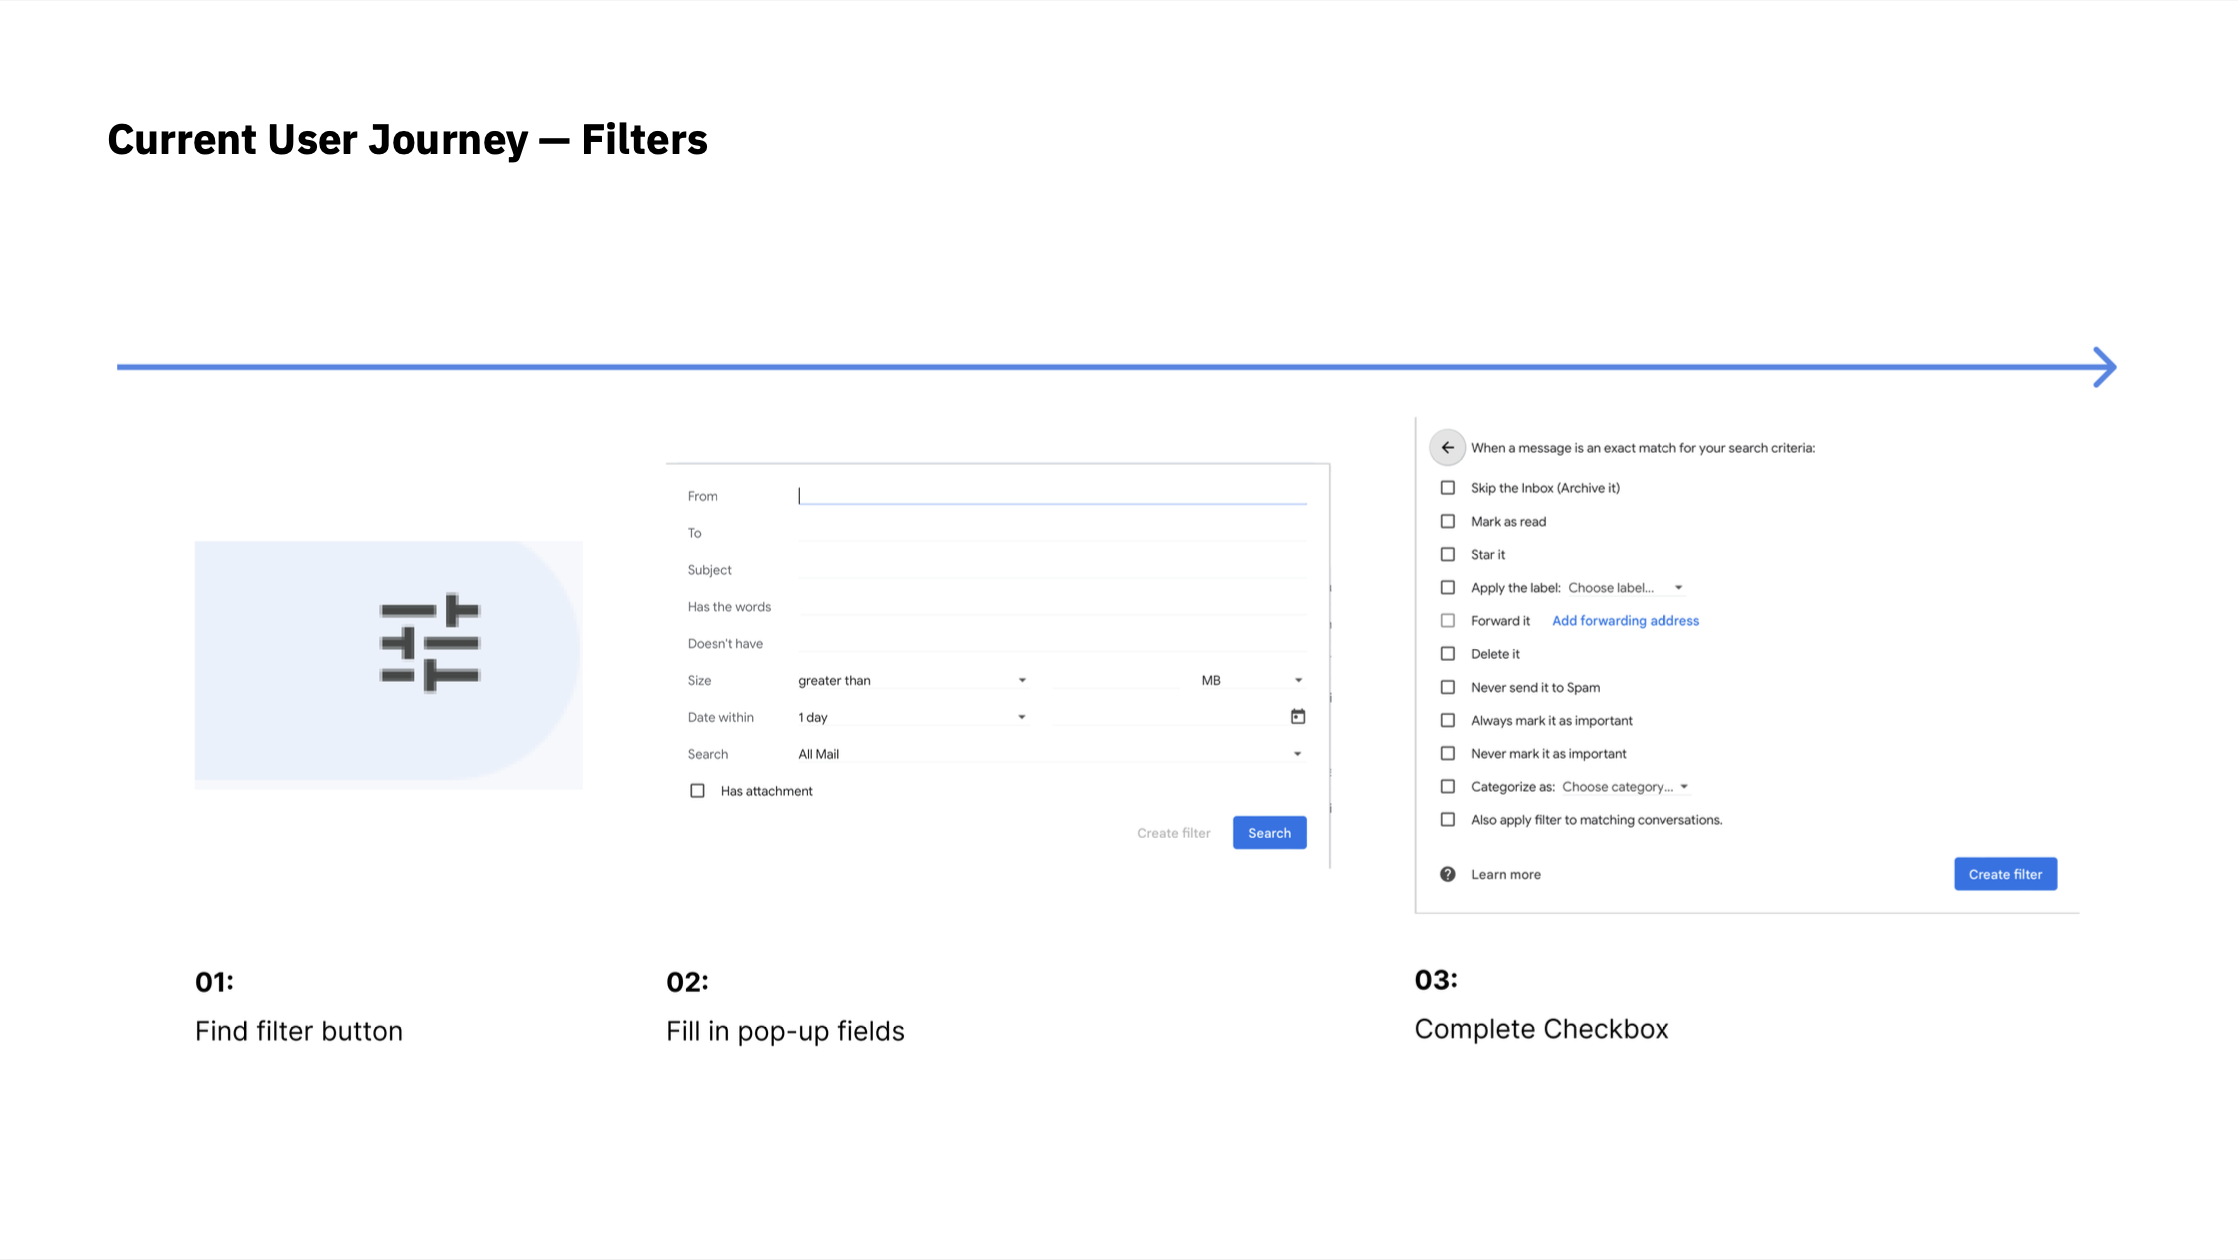 Current User Journey — Filters
From
To
Subject
Has the words
Doesn't have
Size greater than MB
Date within 1 day
Search All Mail
Has attachment
Create filter Search
When a message is an exact match for your search criteria:
Skip the Inbox (Archive it)
Mark as read
Star it
Apply the label: Choose label...
Forward it Add forwarding address
Delete it
Never send it to Spam
Always mark it as important
Never mark it as important
Categorize as: Choose category...
Also apply filter to matching conversations.
? Learn more Create filter
01:
Find filter button
02:
Fill in pop-up fields
03:
Complete Checkbox